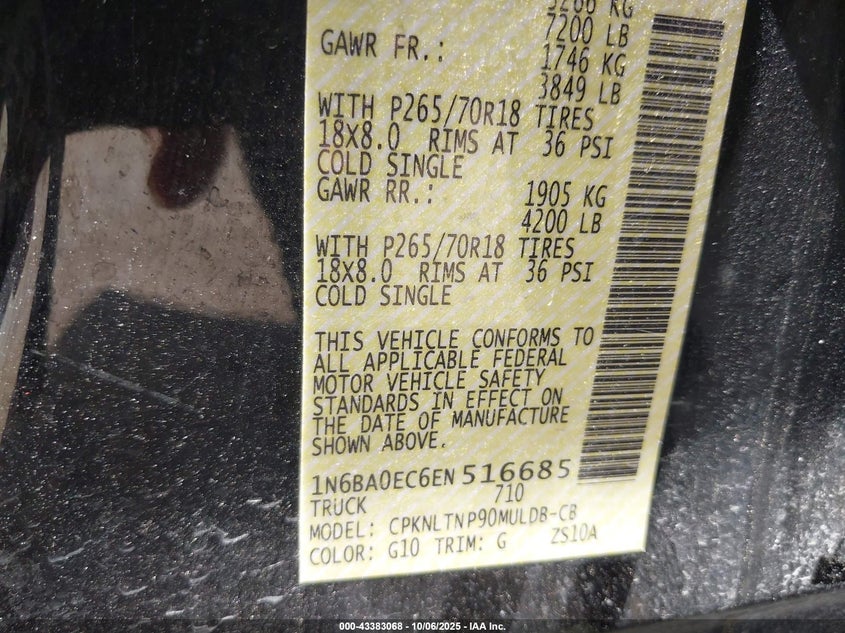 7200 LB
GAWR FR.: 1746 KG
3849 LB
WITH P265/70R18 TIRES
18X8.0 RIMS AT 36 PSI
COLD SINGLE
GAWR RR.: 1905 KG
4200 LB
WITH P265/70R18 TIRES
18X8.0 RIMS AT 36 PSI
COLD SINGLE
THIS VEHICLE CONFORMS TO
ALL APPLICABLE FEDERAL
MOTOR VEHICLE SAFETY
STANDARDS IN EFFECT ON
THE DATE OF MANUFACTURE
SHOWN ABOVE.
1N6BA0EC6EN 516685
TRUCK 710
MODEL: CPKNLTNP90MULDB-CB
COLOR: G10 TRIM: G ZS10A
000-43383068 - 10/06/2025 - IAA Inc.